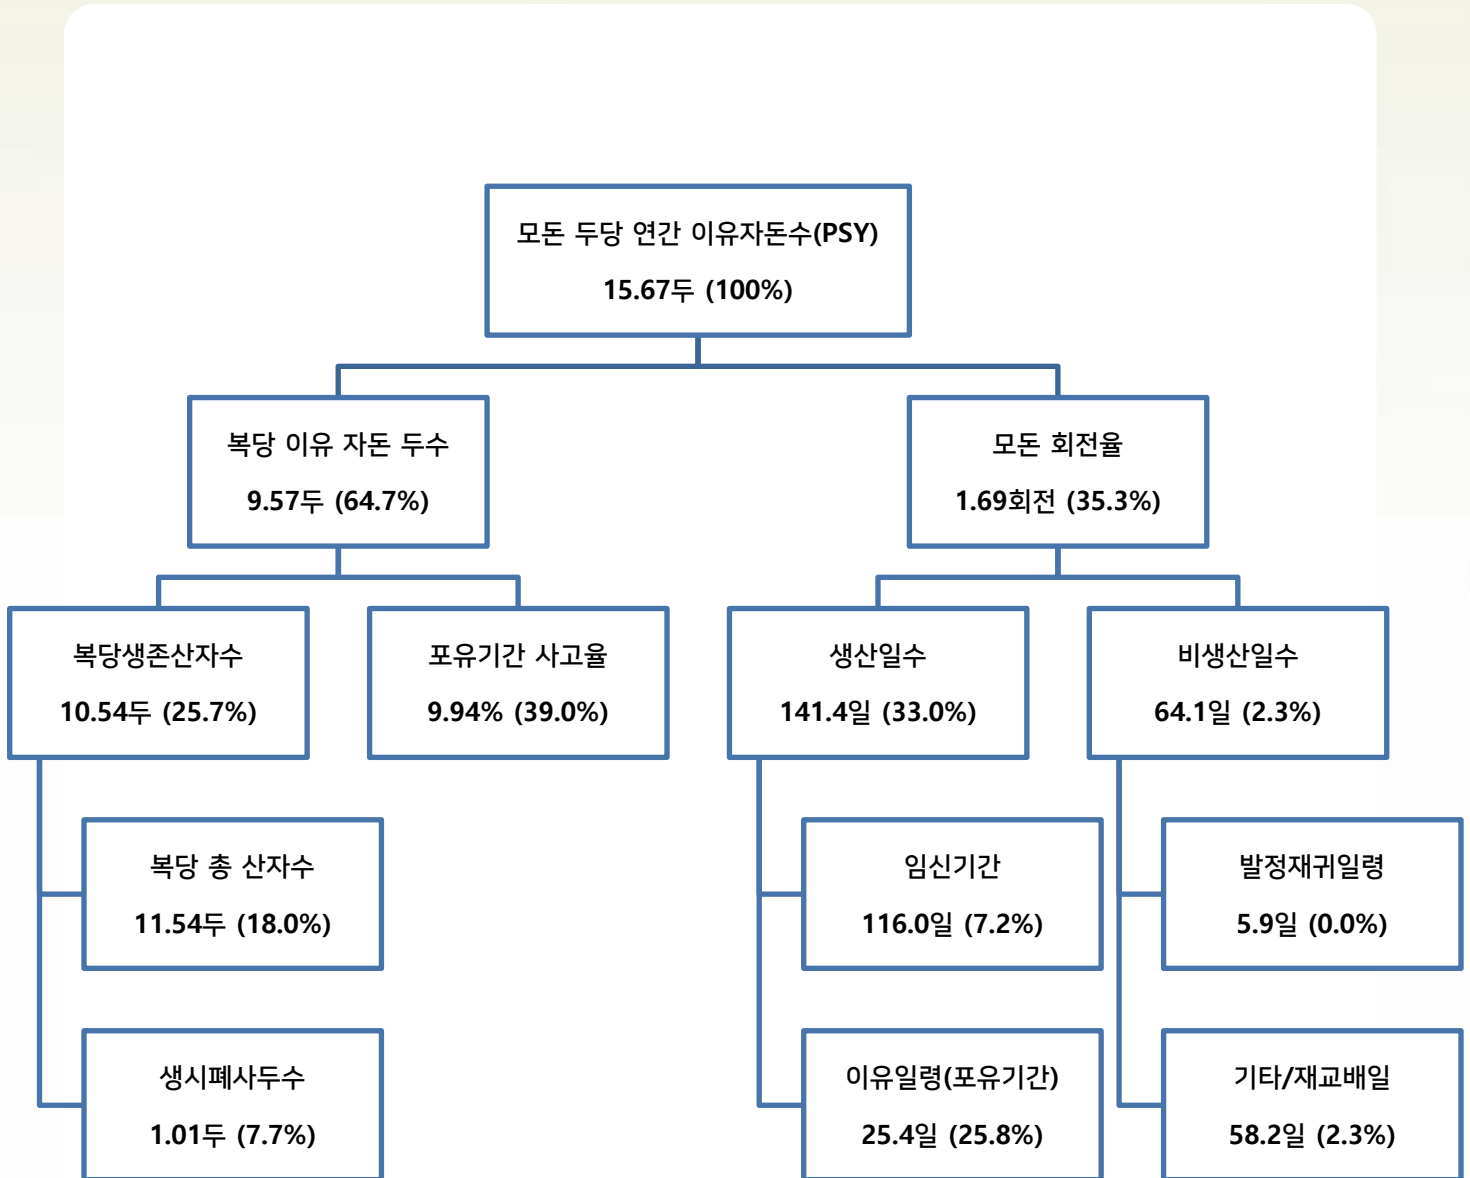 모돈 두당 연간 이유자돈수(PSY)
15.67두 (100%)
복당 이유 자돈 두수
9.57두 (64.7%)
모돈 회전율
1.69회전 (35.3%)
복당생존산자수
10.54두 (25.7%)
포유기간 사고율
9.94% (39.0%)
생산일수
141.4일 (33.0%)
비생산일수
64.1일 (2.3%)
복당 총 산자수
11.54두 (18.0%)
임신기간
116.0일 (7.2%)
발정재귀일령
5.9일 (0.0%)
생시폐사두수
1.01두 (7.7%)
이유일령(포유기간)
25.4일 (25.8%)
기타/재교배일
58.2일 (2.3%)